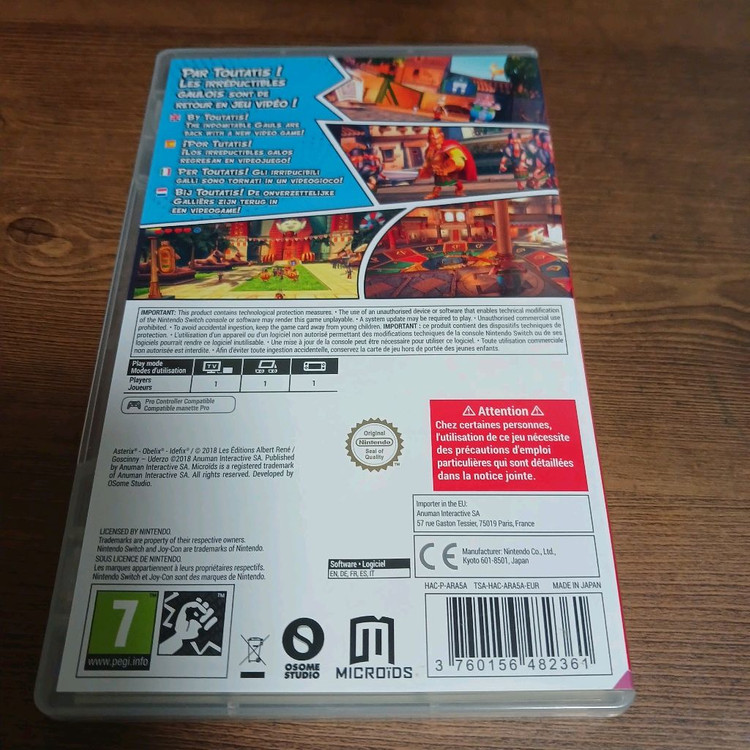 Par Toutatis !
Les irréductibles
Gaulois sont de
retour en jeu vidéo !
By Toutatis!
The indomitable Gauls are
back with a new video game!
¡Por Tutatis!
¡Los irreductibles galos
regresan en videojuego!
Per Toutatis! Gli irriducibili
galli sono tornati in un videogioco!
Bij Toutatis! De onverzettelijke
Galliërs zijn terug in
een videogame!
IMPORTANT: This product contains technological protection measures. • The use of an unauthorised device or software that enables technical modification
of the Nintendo Switch console or software may render this game unplayable. • A system update may be required to play. • Unauthorised commercial use
prohibited. • To avoid accidental ingestion, keep the game card away from young children. IMPORTANT : ce produit contient des dispositifs techniques de
protection. • L'utilisation d'un appareil ou d'un logiciel non autorisé permettant des modifications techniques de la console Nintendo Switch ou de ses
logiciels pourrait rendre ce logiciel inutilisable. • Une mise à jour de la console peut être nécessaire pour utiliser ce logiciel. • Toute utilisation commerciale
non autorisée est interdite. • Afin d'éviter toute ingestion accidentelle, conservez la carte de jeu hors de portée des jeunes enfants.
Play mode
Modes d'utilisation
TV
Players
Joueurs
1
1
1
Pro Controller Compatible
Compatible manette Pro
Asterix® - Obelix® - Idefix® / © 2018 Les Éditions Albert René /
Goscinny – Uderzo ©2018 Anuman Interactive SA. Published
by Anuman Interactive SA. Microïds is a registered trademark
of Anuman Interactive SA. All rights reserved. Developed by
OSome Studio.
Original
Nintendo
Seal of
Quality
TM
⚠ Attention ⚠
Chez certaines personnes,
l'utilisation de ce jeu nécessite
des précautions d'emploi
particulières qui sont détaillées
dans la notice jointe.
Importer in the EU:
Anuman Interactive SA
57 rue Gaston Tessier, 75019 Paris, France
LICENSED BY NINTENDO.
Trademarks are property of their respective owners.
Nintendo Switch and Joy-Con are trademarks of Nintendo.
SOUS LICENCE DE NINTENDO.
Les marques appartiennent à leurs propriétaires respectifs.
Nintendo Switch et Joy-Con sont des marques de Nintendo.
Software • Logiciel
EN, DE, FR, ES, IT
CE
Manufacturer: Nintendo Co., Ltd.,
Kyoto 601-8501, Japan
HAC-P-ARA5A TSA-HAC-ARA5A-EUR MADE IN JAPAN
7
www.pegi.info
TM
OSOME
STUDIO
MICROÏDS
3 760156 482361